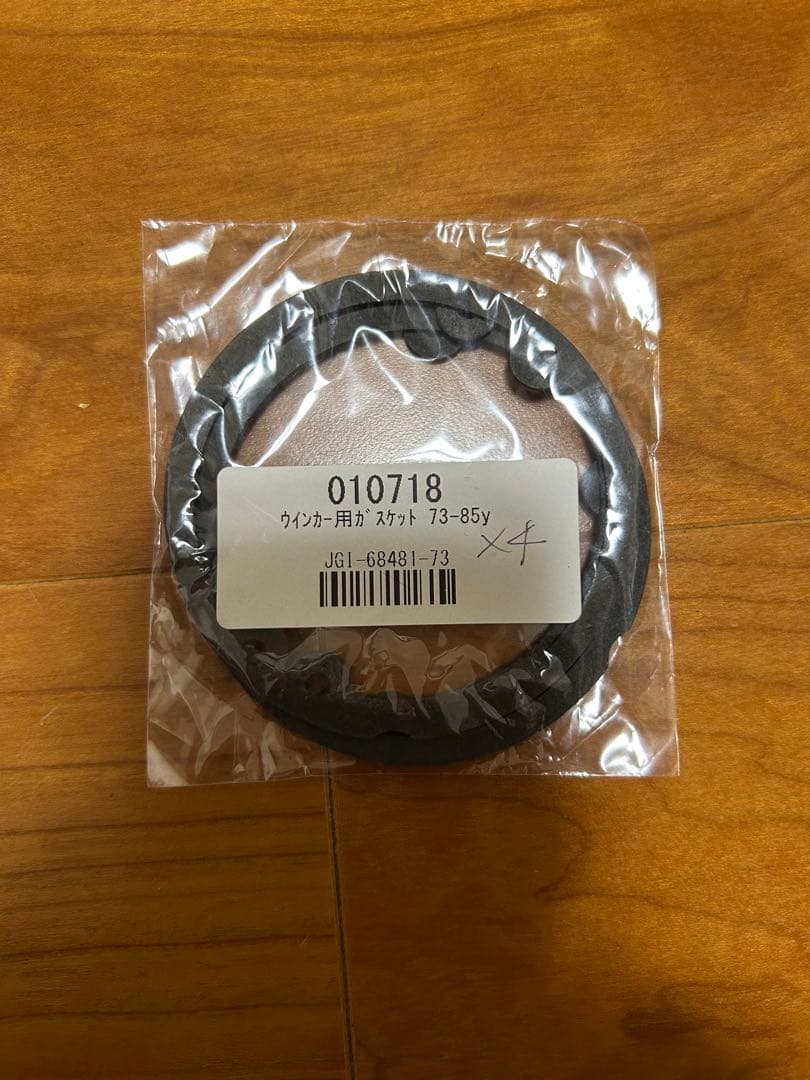 010718
ｳｲﾝｶｰ用ｶﾞｽｹｯﾄ 73-85y
×4
JGI-68481-73